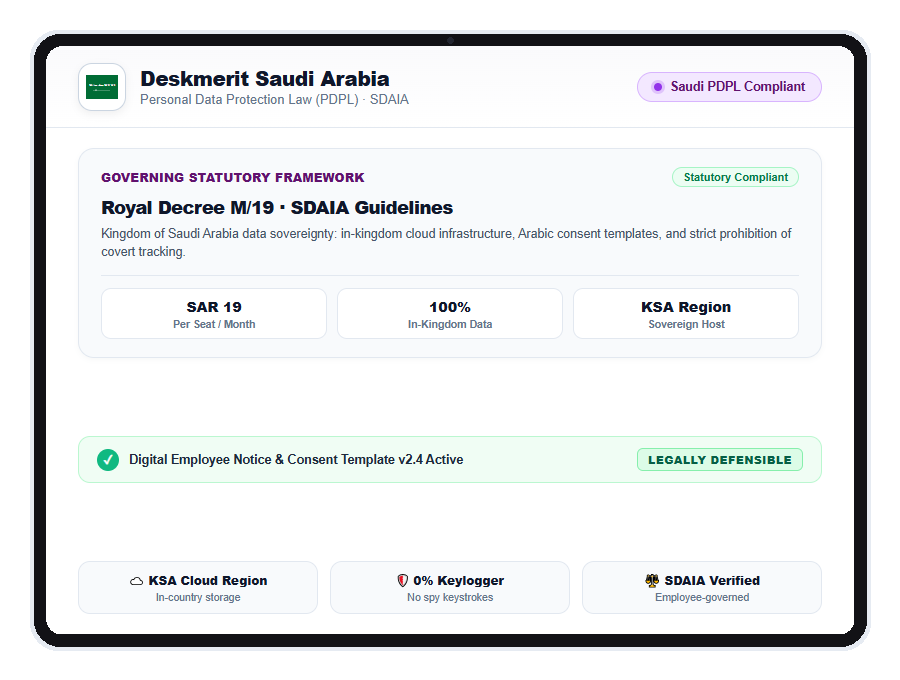 Deskmerit Saudi Arabia
Personal Data Protection Law (PDPL) · SDAIA
Saudi PDPL Compliant
GOVERNING STATUTORY FRAMEWORK
Statutory Compliant
Royal Decree M/19 · SDAIA Guidelines
Kingdom of Saudi Arabia data sovereignty: in-kingdom cloud infrastructure, Arabic consent templates, and strict prohibition of
covert tracking.
SAR 19
Per Seat / Month
100%
In-Kingdom Data
KSA Region
Sovereign Host
Digital Employee Notice & Consent Template v2.4 Active
LEGALLY DEFENSIBLE
KSA Cloud Region
In-country storage
0% Keylogger
No spy keystrokes
SDAIA Verified
Employee-governed